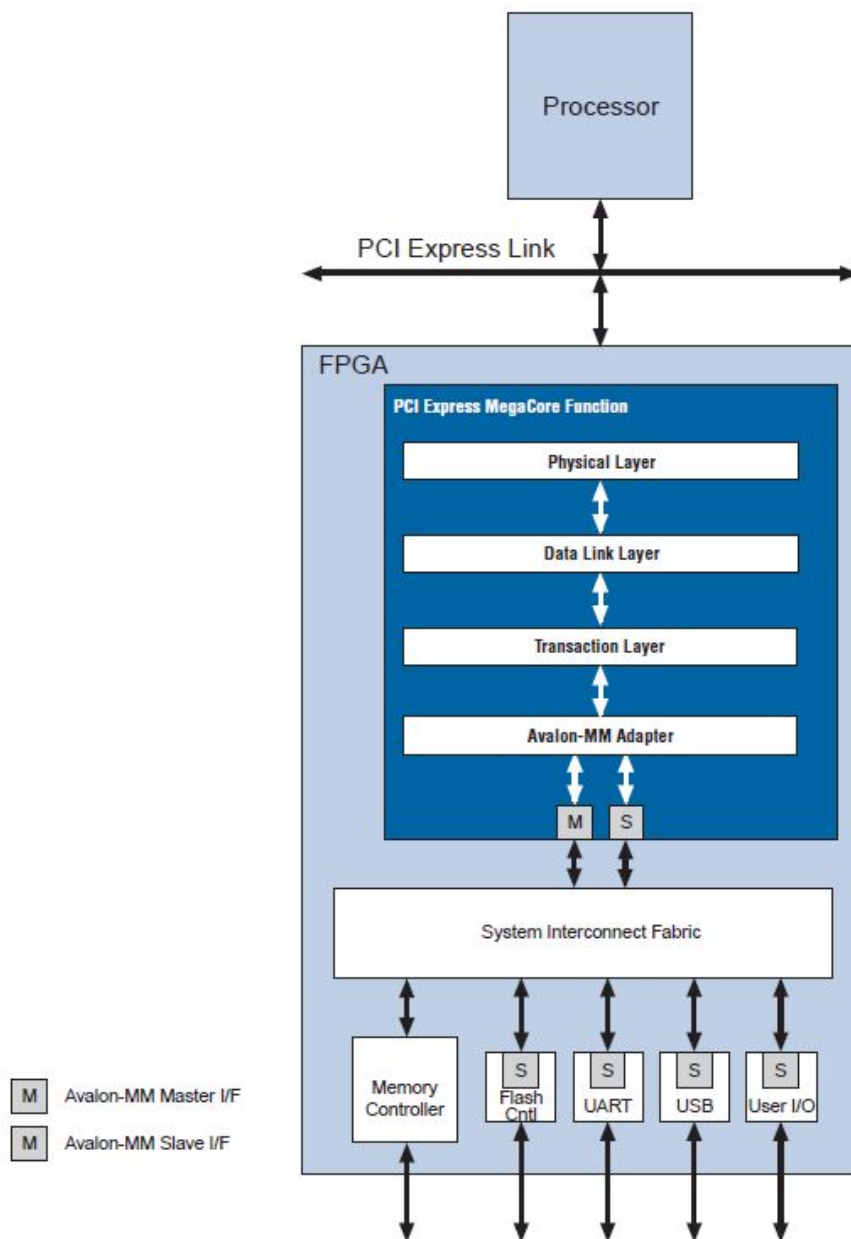 Processor
PCI Express Link
FPGA
PCI Express MegaCore Function
Physical Layer
Data Link Layer
Transaction Layer
Avalon-MM Adapter
M
S
System Interconnect Fabric
Memory
Controller
S
Flash
Cntl
S
UART
S
USB
S
User I/O
M Avalon-MM Master I/F
M Avalon-MM Slave I/F